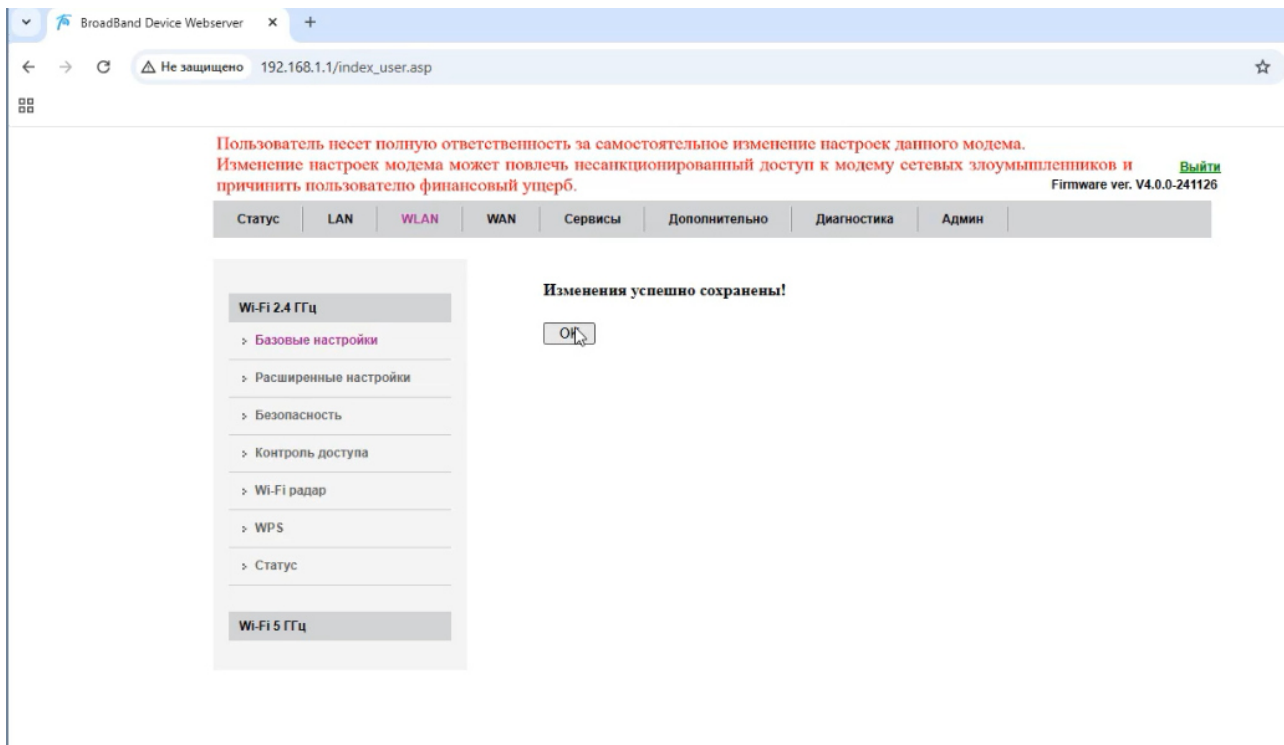 BroadBand Device Webserver
Не защищено 192.168.1.1/index_user.asp
Пользователь несет полную ответственность за самостоятельное изменение настроек данного модема.
Изменение настроек модема может повлечь несанкционированный доступ к модему сетевых злоумышленников и
причинить пользователю финансовый ущерб.
Выйти
Firmware ver. V4.0.0-241126
Статус LAN WLAN WAN Сервисы Дополнительно Диагностика Админ
Wi-Fi 2.4 ГГц
Базовые настройки
Расширенные настройки
Безопасность
Контроль доступа
Wi-Fi радар
WPS
Статус
Wi-Fi 5 ГГц
Изменения успешно сохранены!
OK